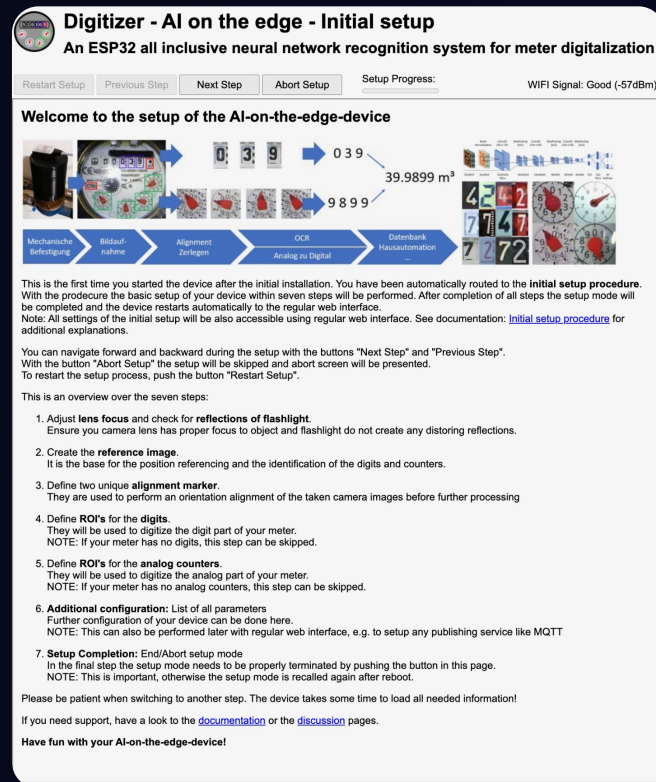 Digitizer - AI on the edge - Initial setup
An ESP32 all inclusive neural network recognition system for meter digitalization
Restart Setup
Previous Step
Next Step
Abort Setup
Setup Progress:
WIFI Signal: Good (-57dBm)
Welcome to the setup of the AI-on-the-edge-device
0 3 9
0 3 9
39.9899 m³
9 8 9 9
Mechanische
Befestigung
Bildauf-
nahme
Alignment
Zerlegen
OCR
Analog zu Digital
Datenbank
Hausautomation
...
This is the first time you started the device after the initial installation. You have been automatically routed to the initial setup procedure.
With the prodecure the basic setup of your device within seven steps will be performed. After completion of all steps the setup mode will
be completed and the device restarts automatically to the regular web interface.
Note: All settings of the initial setup will be also accessible using regular web interface. See documentation: Initial setup procedure for
additional explanations.
You can navigate forward and backward during the setup with the buttons "Next Step" and "Previous Step".
With the button "Abort Setup" the setup will be skipped and abort screen will be presented.
To restart the setup process, push the button "Restart Setup".
This is an overview over the seven steps:
1. Adjust lens focus and check for reflections of flashlight.
Ensure you camera lens has proper focus to object and flashlight do not create any distoring reflections.
2. Create the reference image.
It is the base for the position referencing and the identification of the digits and counters.
3. Define two unique alignment marker.
They are used to perform an orientation alignment of the taken camera images before further processing
4. Define ROI's for the digits.
They will be used to digitize the digit part of your meter.
NOTE: If your meter has no digits, this step can be skipped.
5. Define ROI's for the analog counters.
They will be used to digitize the analog part of your meter.
NOTE: If your meter has no analog counters, this step can be skipped.
6. Additional configuration: List of all parameters
Further configuration of your device can be done here.
NOTE: This can also be performed later with regular web interface, e.g. to setup any publishing service like MQTT
7. Setup Completion: End/Abort setup mode
In the final step the setup mode needs to be properly terminated by pushing the button in this page.
NOTE: This is important, otherwise the setup mode is recalled again after reboot.
Please be patient when switching to another step. The device takes some time to load all needed information!
If you need support, have a look to the documentation or the discussion pages.
Have fun with your AI-on-the-edge-device!